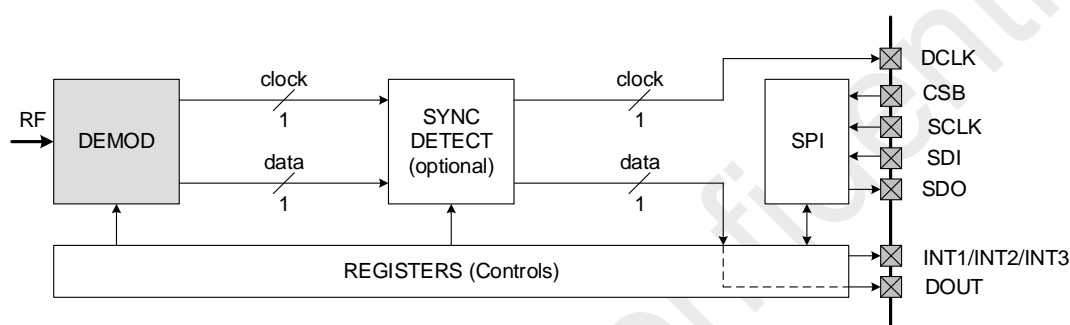 RF
DEMOD
clock
1
data
1
SYNC
DETECT
(optional)
clock
1
data
1
SPI
DCLK
CSB
SCLK
SDI
SDO
REGISTERS (Controls)
INT1/INT2/INT3
DOUT